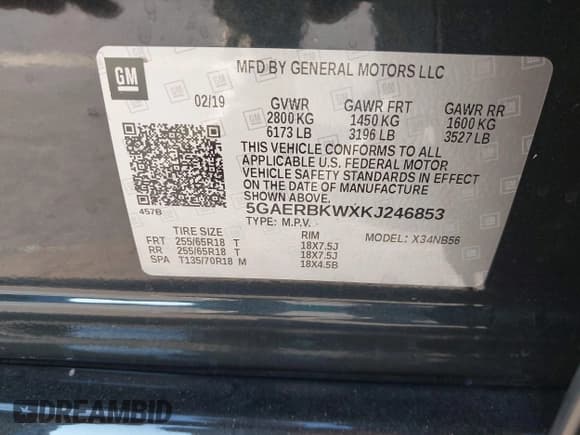 GM
MFD BY GENERAL MOTORS LLC
02/19 GVWR GAWR FRT GAWR RR
2800 KG 1450 KG 1600 KG
6173 LB 3196 LB 3527 LB
THIS VEHICLE CONFORMS TO ALL
APPLICABLE U.S. FEDERAL MOTOR
VEHICLE SAFETY STANDARDS IN EFFECT
ON THE DATE OF MANUFACTURE
SHOWN ABOVE.
457B
5GAERBKWXKJ246853
TYPE: M.P.V. MODEL: X34NB56
TIRE SIZE RIM
FRT 255/65R18 T 18X7.5J
RR 255/65R18 T 18X7.5J
SPA T135/70R18 M 18X4.5B
DREAMBID